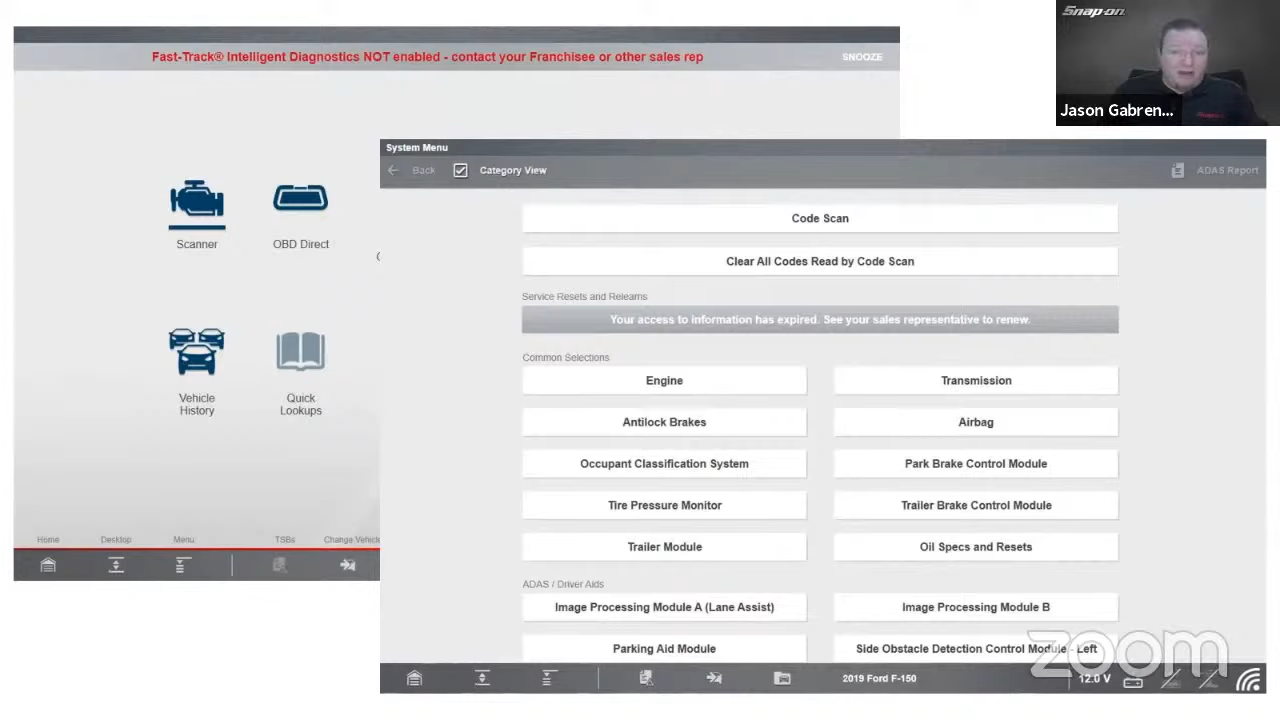 Snap-on
Jason Gabren...
Fast-Track® Intelligent Diagnostics NOT enabled - contact your Franchisee or other sales rep
SNOOZE
Scanner
OBD Direct
Vehicle
History
Quick
Lookups
Home
Desktop
Menu
TSBs
Change Vehicle
System Menu
Back
Category View
ADAS Report
Code Scan
Clear All Codes Read by Code Scan
Service Resets and Relearns
Your access to information has expired. See your sales representative to renew.
Common Selections
Engine
Transmission
Antilock Brakes
Airbag
Occupant Classification System
Park Brake Control Module
Tire Pressure Monitor
Trailer Brake Control Module
Trailer Module
Oil Specs and Resets
ADAS / Driver Aids
Image Processing Module A (Lane Assist)
Image Processing Module B
Parking Aid Module
Side Obstacle Detection Control Module - Left
zoom
2019 Ford F-150
12.0 V